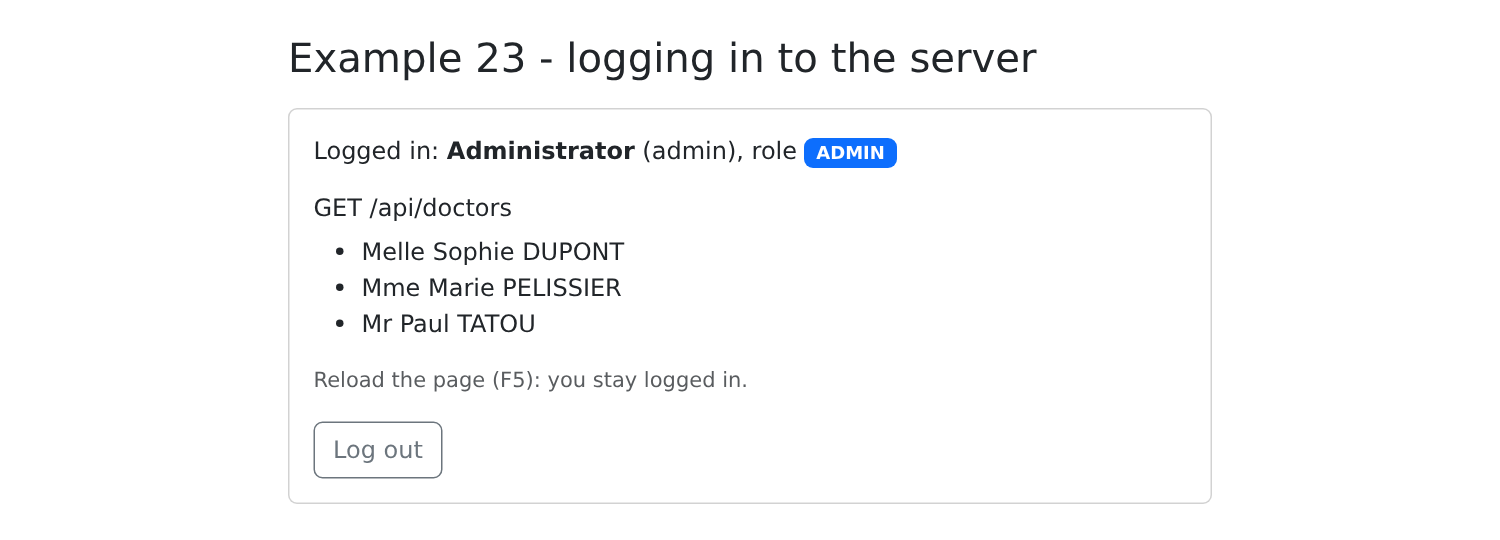 Example 23 - logging in to the server
Logged in: Administrator (admin), role ADMIN
GET /api/doctors
• Melle Sophie DUPONT
• Mme Marie PELISSIER
• Mr Paul TATOU
Reload the page (F5): you stay logged in.
Log out